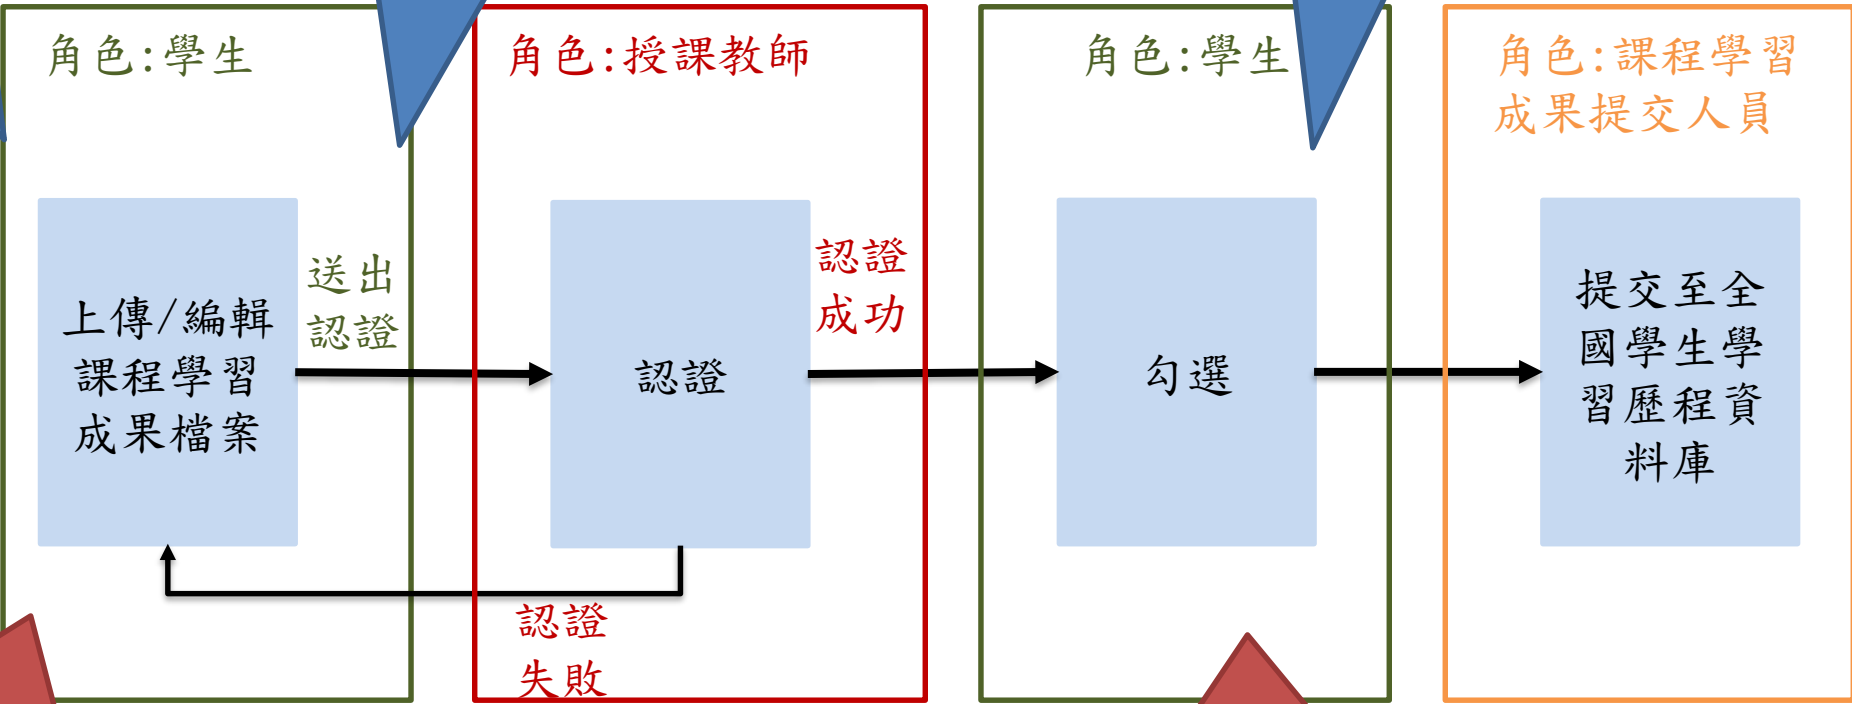 角色:學生
上傳/編輯
課程學習
成果檔案
送出
認證
角色:授課教師
認證
認證
成功
認證
失敗
角色:學生
勾選
角色:課程學習
成果提交人員
提交至全
國學生學
習歷程資
料庫